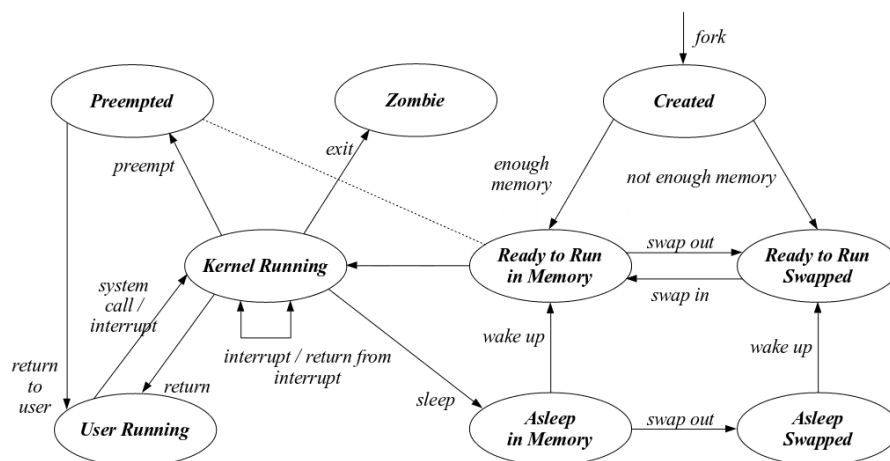 fork
Preempted
Zombie
Created
preempt
exit
enough
memory
not enough memory
Kernel Running
Ready to Run
in Memory
swap out
swap in
Ready to Run
Swapped
system
call /
interrupt
interrupt / return from
interrupt
wake up
wake up
return
to
user
return
sleep
User Running
Asleep
in Memory
swap out
Asleep
Swapped